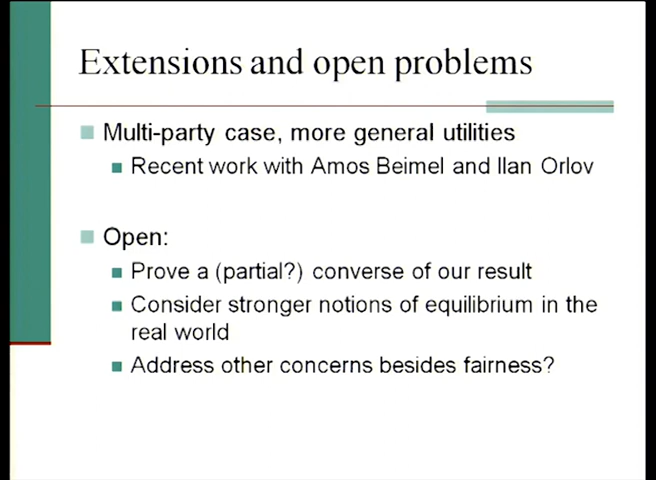 Extensions and open problems
Multi-party case, more general utilities
Recent work with Amos Beimel and Ilan Orlov
Open:
Prove a (partial?) converse of our result
Consider stronger notions of equilibrium in the
real world
Address other concerns besides fairness?